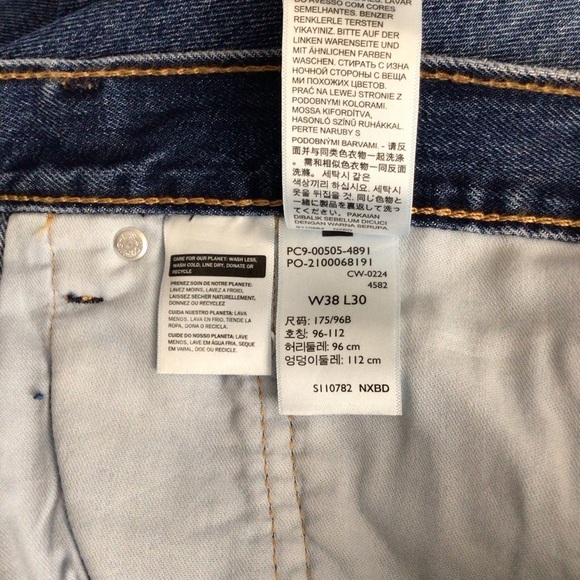 DO AVESSO COM CORES
SEMELHANTES. BENZER
RENKLERLE TERSTEN
YIKAYINIZ. BITTE AUF DER
LINKEN WARENSEITE UND
MIT ÄHNLICHEN FARBEN
WASCHEN. СТИРАТЬ С ИЗНА
НОЧНОЙ СТОРОНЫ С ВЕЩА
МИ ПОХОЖИХ ЦВЕТОВ.
PRAĆ NA LEWEJ STRONIE Z
PODOBNYMI KOLORAMI.
MOSSA KIFORDÍTVA,
HASONLÓ SZÍNŰ RUHÁKKAL.
PERTE NARUBY S
PODOBNÝMI BARVAMI. - 请反
面并与同类色衣物一起洗涤
。需和相似色衣物一同反面
洗涤. 세탁시 같은
색상끼리 하십시요. 세탁시
옷을 뒤집을 것. 同じ色物と
一緒に製品を裏返して洗っ
てください。PAKAIAN
DIBALIK SEBELUM DICUCI
DENGAN WARNA SERUPA.
CARE FOR OUR PLANET: WASH LESS,
WASH COLD, LINE DRY, DONATE OR
RECYCLE
PRENEZ SOIN DE NOTRE PLANETE:
LAVEZ MOINS, LAVEZ A FROID,
LAISSEZ SECHER NATURELLEMENT,
DONNEZ OU RECYCLEZ
CUIDA NUESTRO PLANETA: LAVA
MENOS, LAVA EN FRIO, TIENDE LA
ROPA, DONA O RECICLA.
CUIDE DO NOSSO PLANETA: LAVE
MENOS, LAVE EM ÁGUA FRIA, SEQUE
EM VARAL, DOE OU RECICLE.
PC9-00505-4891
PO-2100068191
CW-0224
4582
W38 L30
尺码: 175/96B
호칭: 96-112
허리둘레: 96 cm
엉덩이둘레: 112 cm
S110782 NXBD